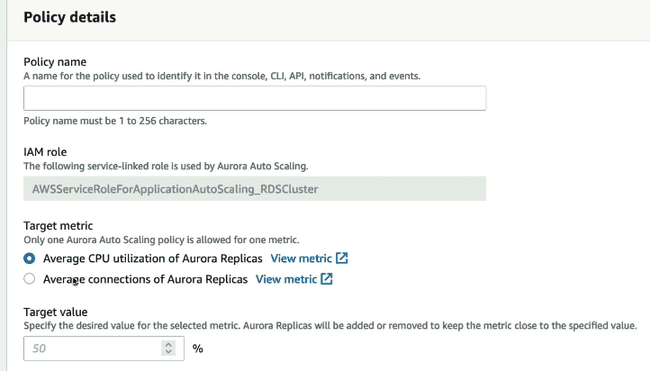 Policy details
Policy name
A name for the policy used to identify it in the console, CLI, API, notifications, and events.
Policy name must be 1 to 256 characters.
IAM role
The following service-linked role is used by Aurora Auto Scaling.
AWSServiceRoleForApplicationAutoScaling_RDSCluster
Target metric
Only one Aurora Auto Scaling policy is allowed for one metric.
Average CPU utilization of Aurora Replicas View metric
Average connections of Aurora Replicas View metric
Target value
Specify the desired value for the selected metric. Aurora Replicas will be added or removed to keep the metric close to the specified value.
50 %